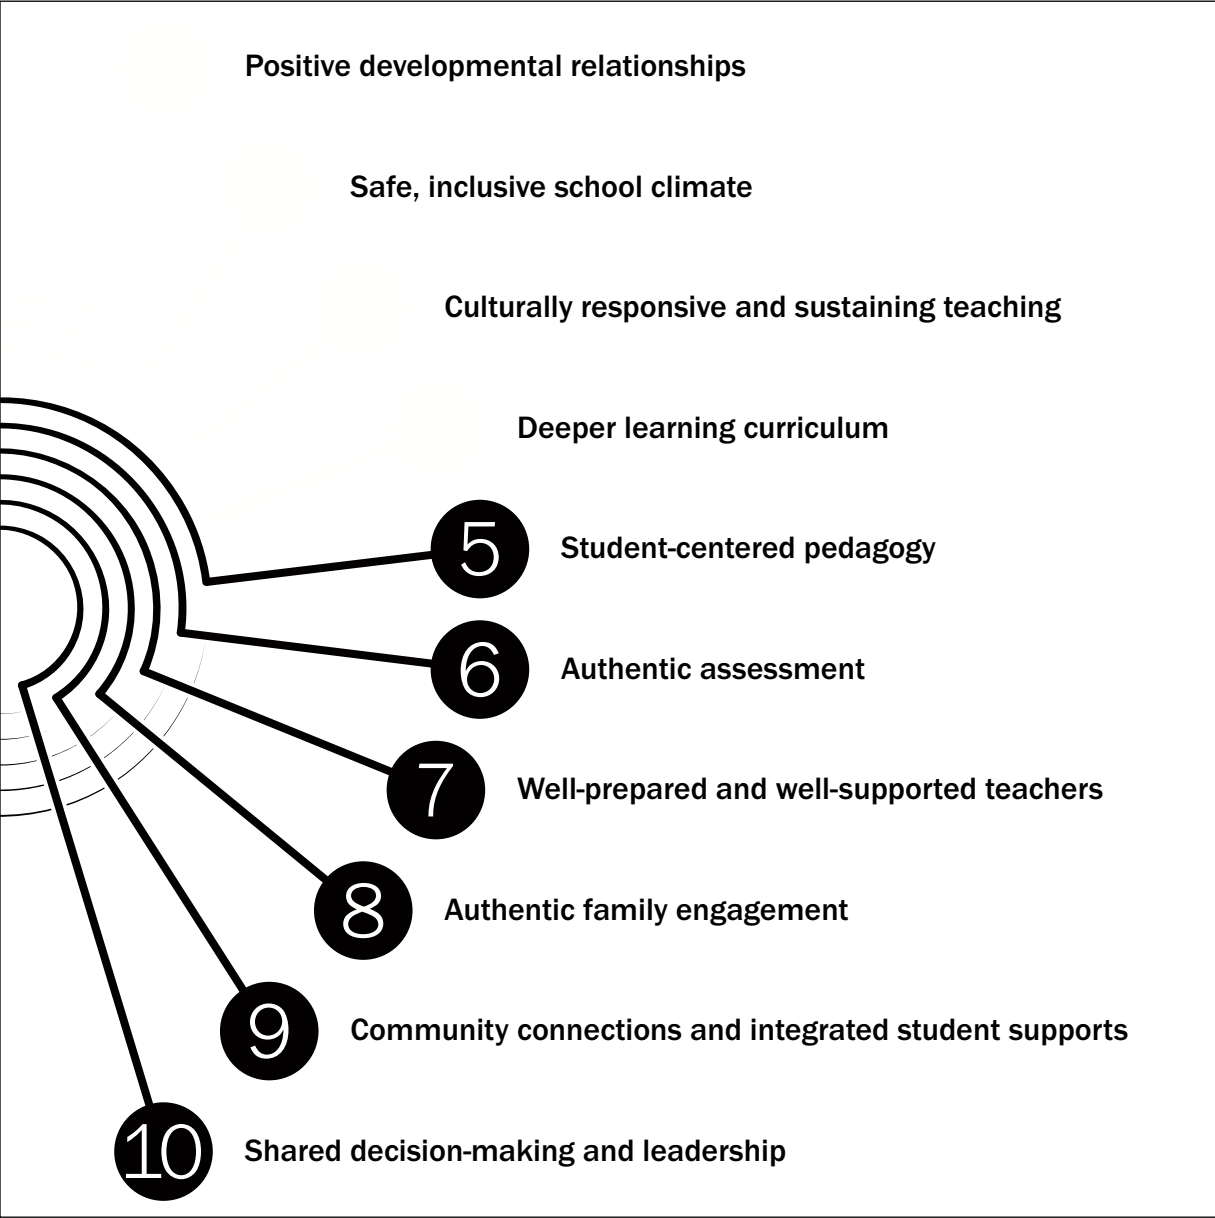 Positive developmental relationships
Safe, inclusive school climate
Culturally responsive and sustaining teaching
Deeper learning curriculum
5 Student-centered pedagogy
6 Authentic assessment
7 Well-prepared and well-supported teachers
8 Authentic family engagement
9 Community connections and integrated student supports
10 Shared decision-making and leadership